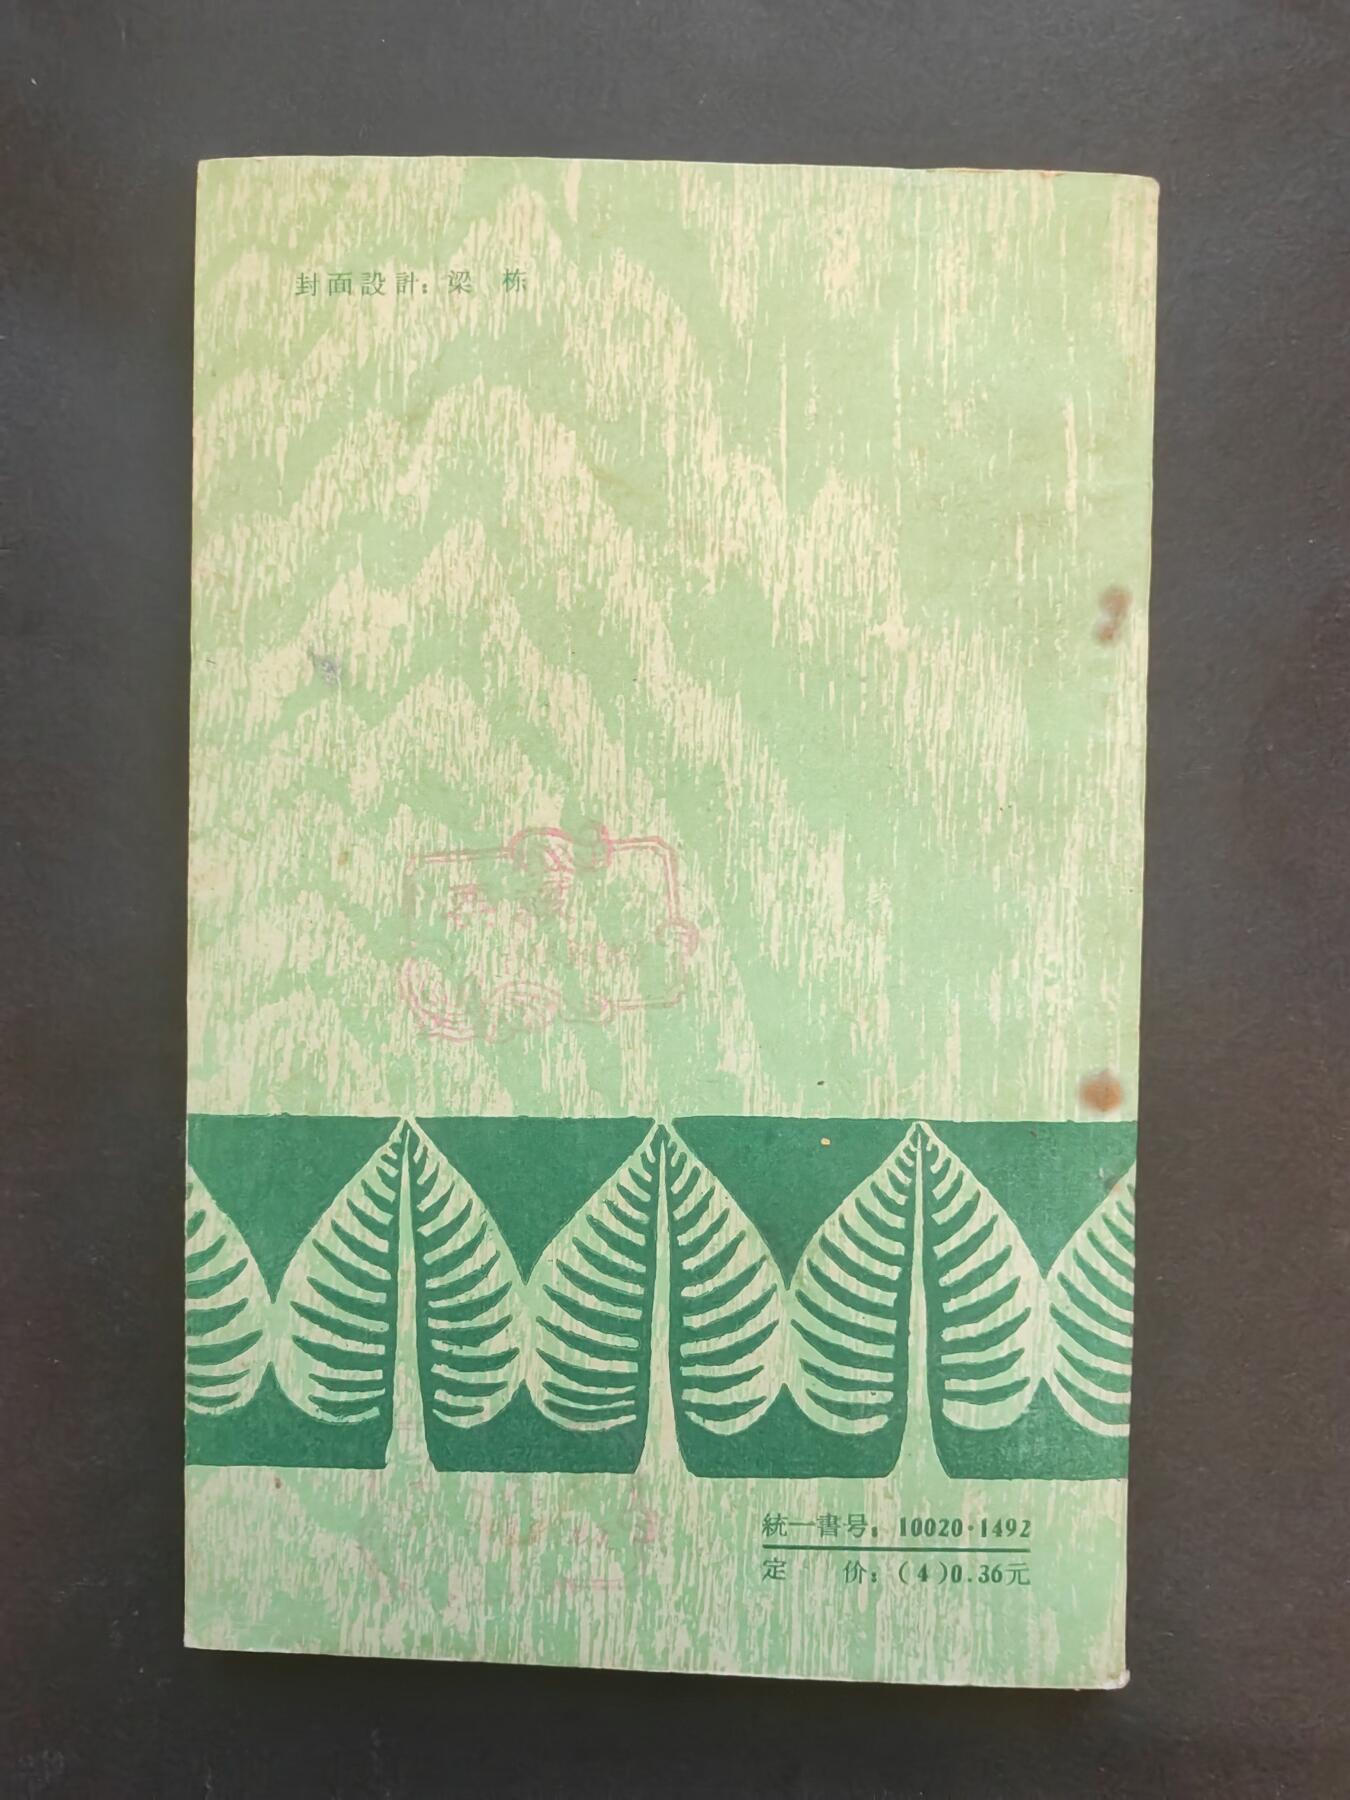 封面設計：梁 栋
統一書号：10020·1492
定 价：(4)0.36元